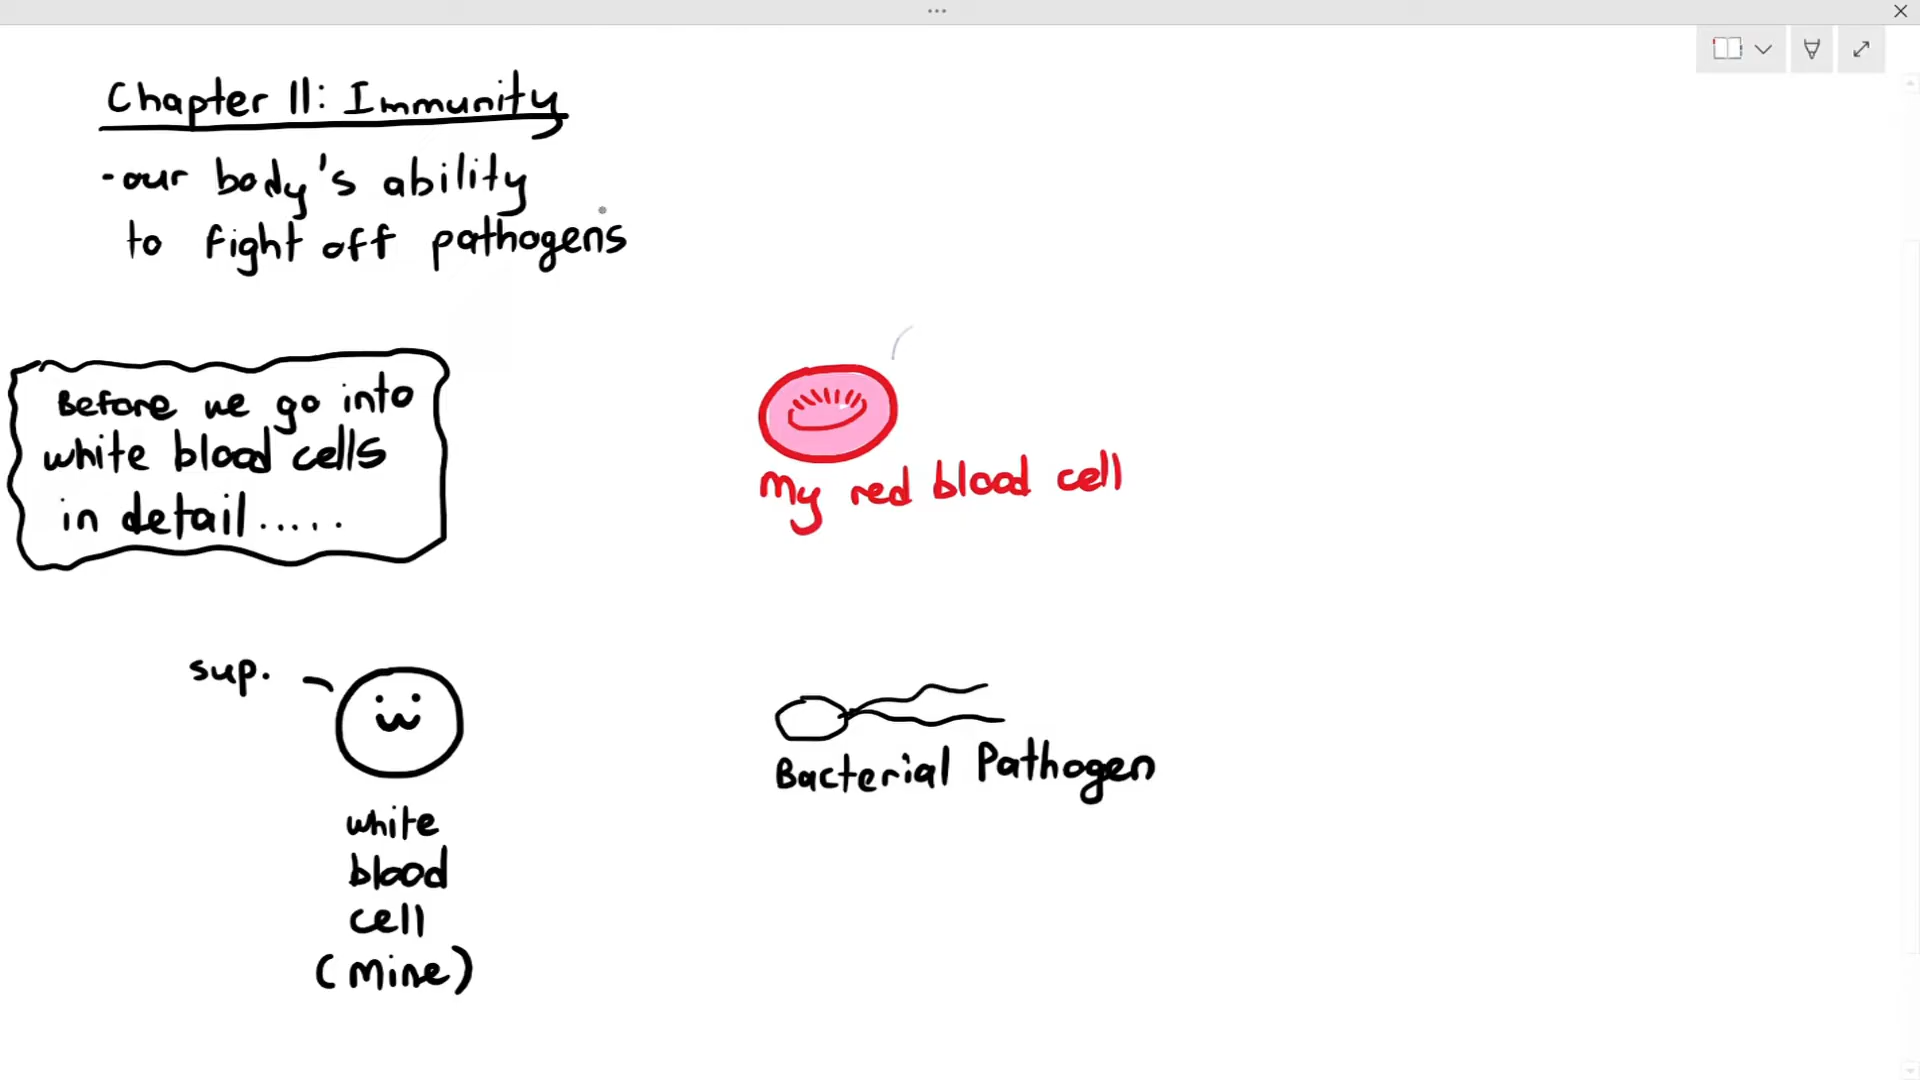 Chapter 11: Immunity
-our body's ability
to fight off pathogens
Before we go into
white blood cells
in detail.....
My red blood cell
sup.
Bacterial Pathogen
white
blood
cell
(Mine)